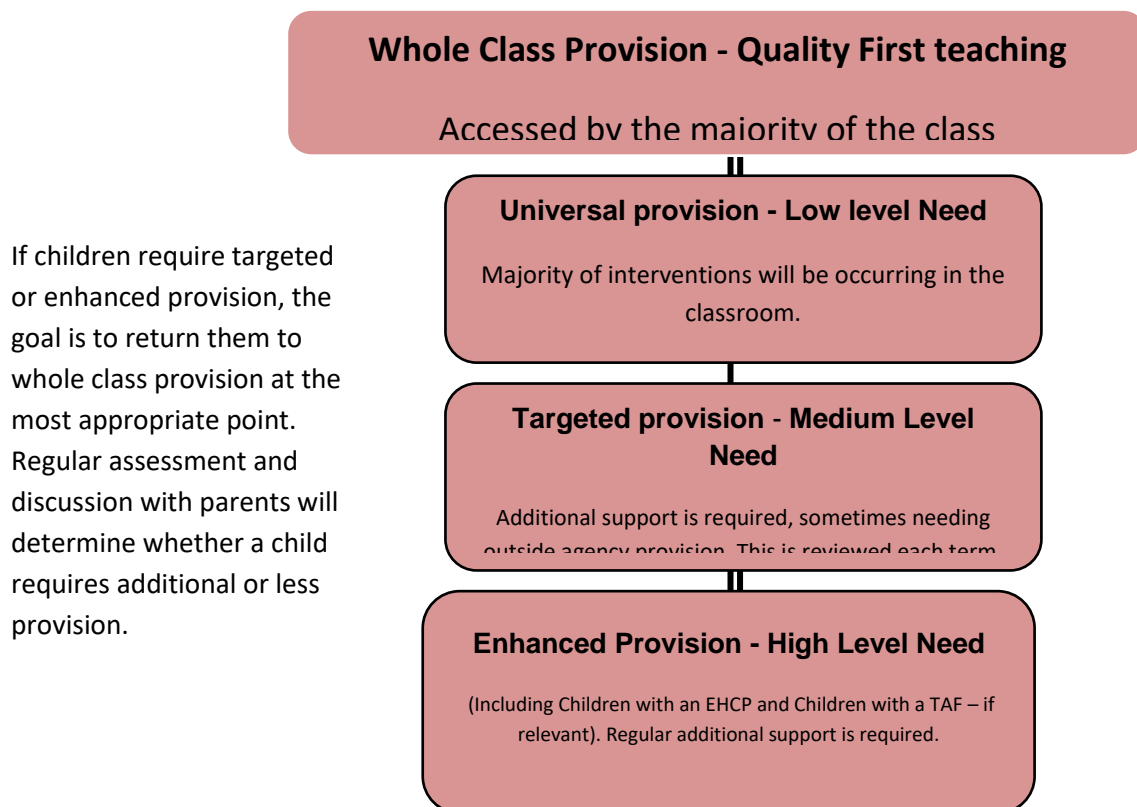 Whole Class Provision - Quality First teaching
Accessed by the majority of the class
Universal provision - Low level Need
Majority of interventions will be occurring in the
classroom.
If children require targeted
or enhanced provision, the
goal is to return them to
whole class provision at the
most appropriate point.
Regular assessment and
discussion with parents will
determine whether a child
requires additional or less
provision.
Targeted provision - Medium Level
Need
Additional support is required, sometimes needing
outside agency provision. This is reviewed each term
Enhanced Provision - High Level Need
(Including Children with an EHCP and Children with a TAF – if
relevant). Regular additional support is required.